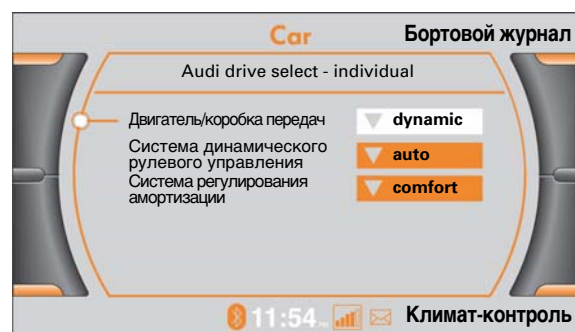 Car
Бортовой журнал
Audi drive select - individual
Двигатель/коробка передач
dynamic
Система динамического
рулевого управления
auto
Система регулирования
амортизации
comfort
11:54
Климат-контроль